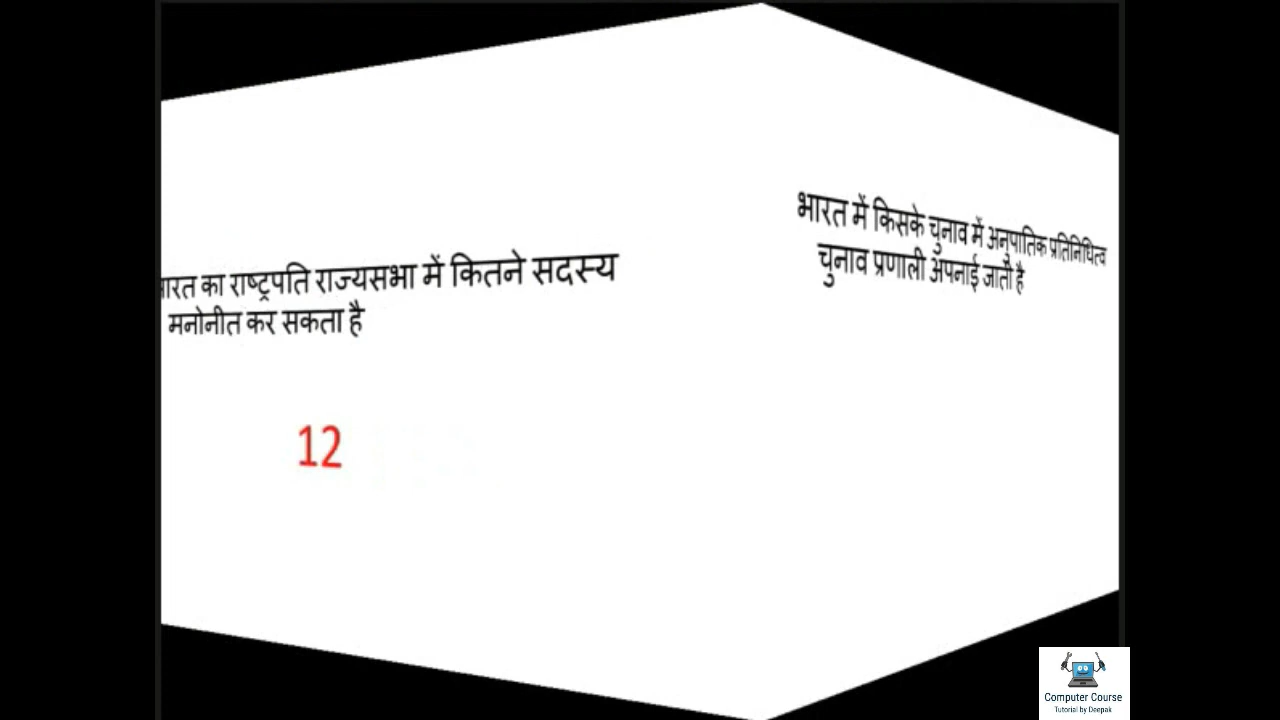 भारत का राष्ट्रपति राज्यसभा में कितने सदस्य
मनोनीत कर सकता है
12
भारत में किसके चुनाव में अनुपातिक प्रतिनिधित्व
चुनाव प्रणाली अपनाई जाती है
Computer Course
Tutorial by Deepak